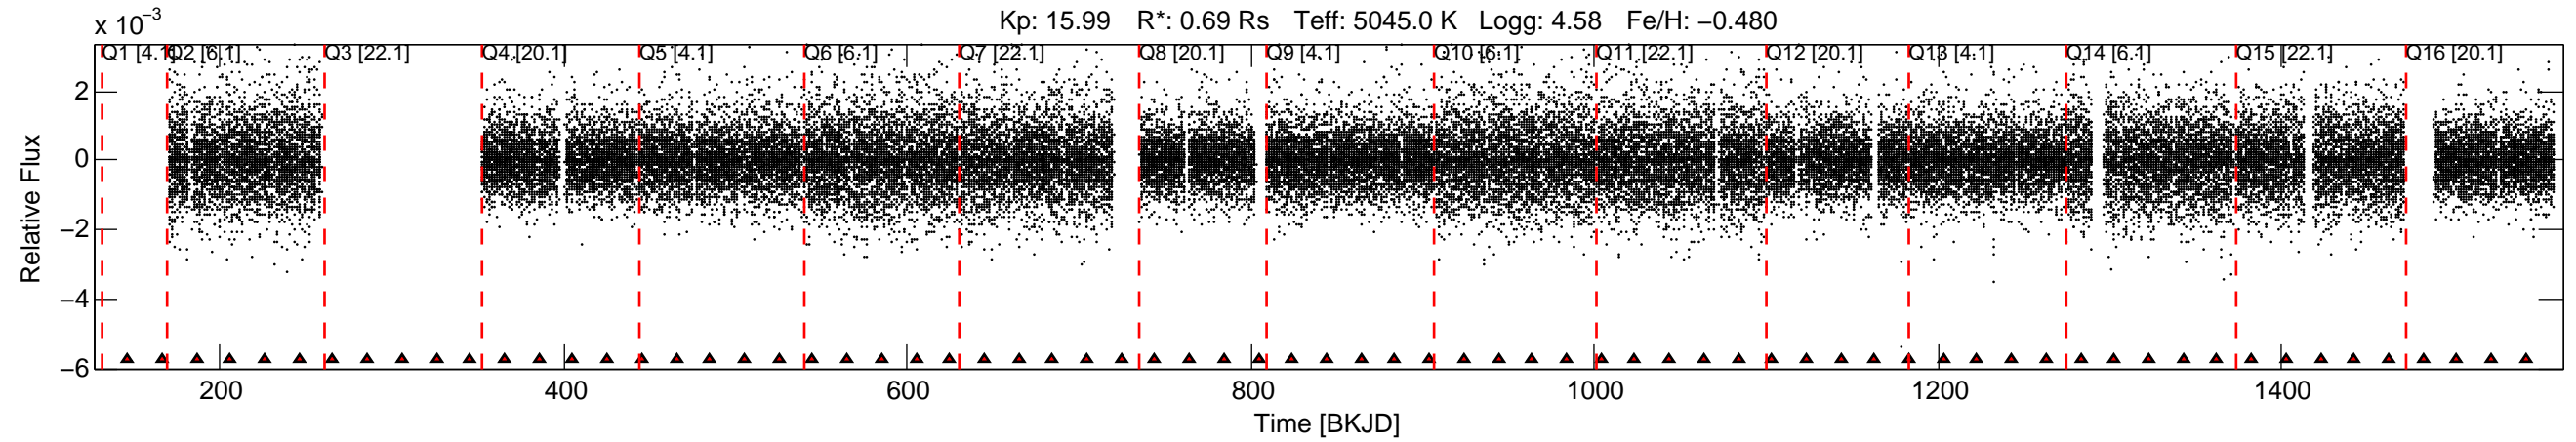 Kp: 15.99 R*: 0.69 Rs Teff: 5045.0 K Logg: 4.58 Fe/H: −0.480
x 10−3
Q1 [4.1] Q2 [6.1] Q3 [22.1] Q4 [20.1] Q5 [4.1] Q6 [6.1] Q7 [22.1] Q8 [20.1] Q9 [4.1] Q10 [6.1] Q11 [22.1] Q12 [20.1] Q13 [4.1] Q14 [6.1] Q15 [22.1] Q16 [20.1]
2
0
−2
−4
−6
Relative Flux
200 400 600 800 1000 1200 1400
Time [BKJD]